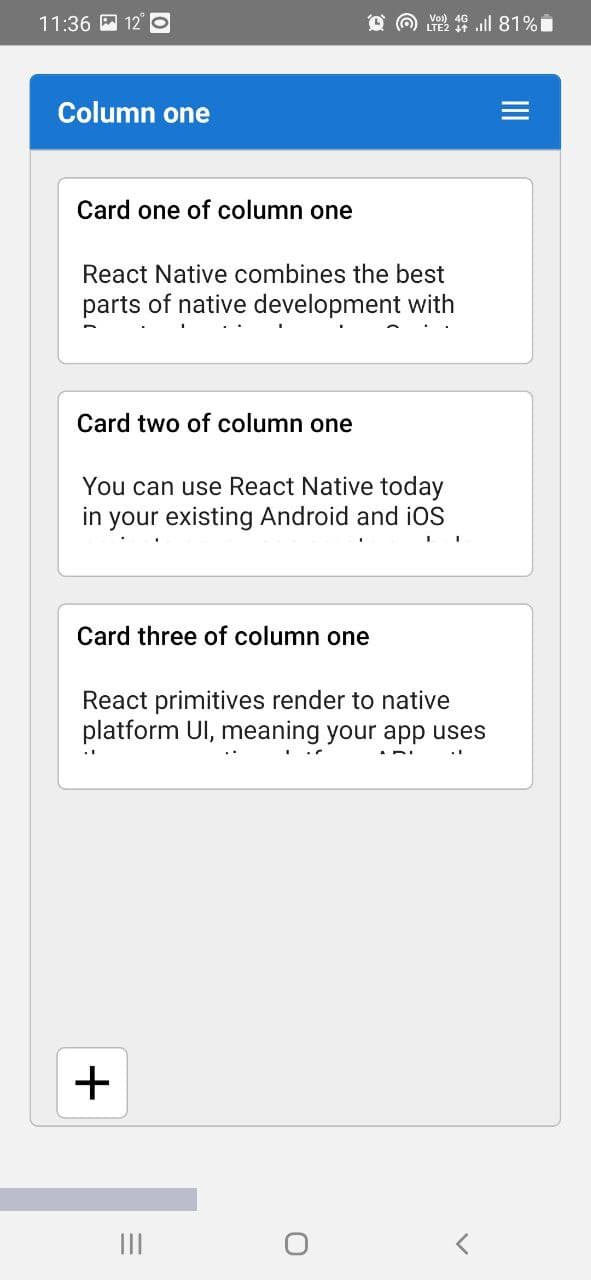 11:36 12° Vo)) 4G 81%
LTE2
Column one
Card one of column one
React Native combines the best
parts of native development with
Card two of column one
You can use React Native today
in your existing Android and iOS
Card three of column one
React primitives render to native
platform UI, meaning your app uses